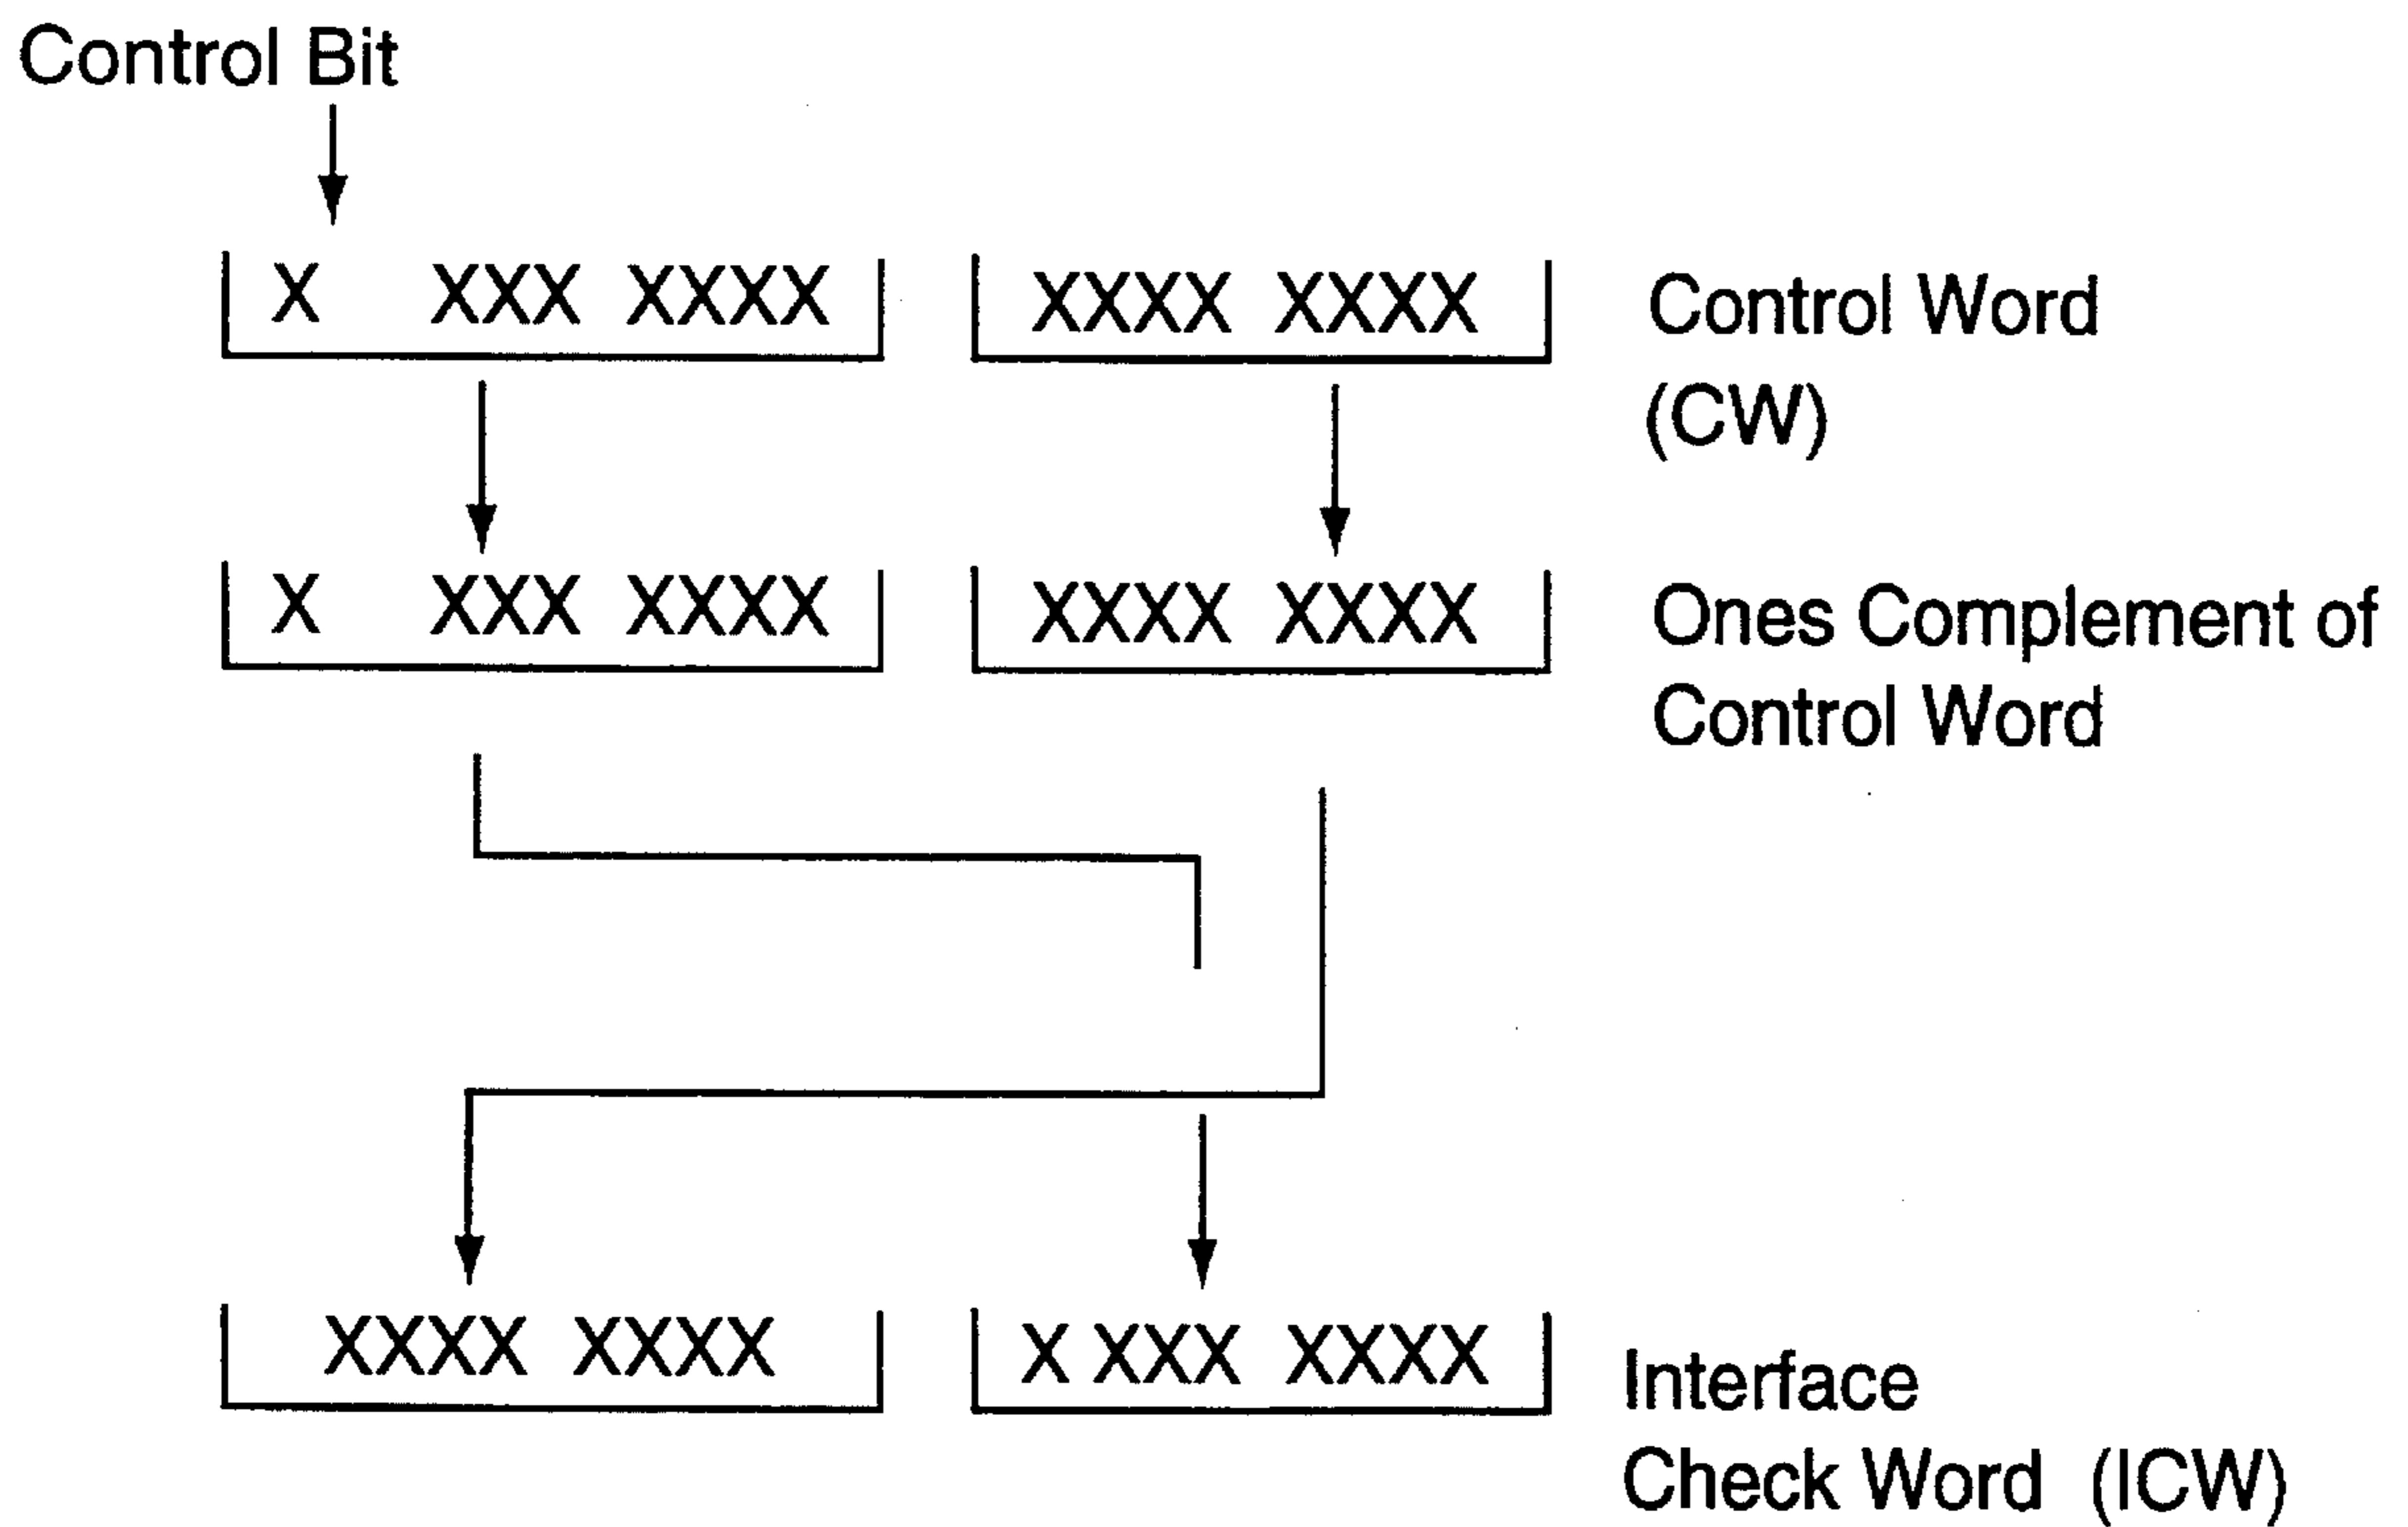 Control Bit
X XXX XXXX XXXX XXXX Control Word
(CW)
X XXX XXXX XXXX XXXX Ones Complement of
Control Word
XXXX XXXX X XXX XXXX Interface
Check Word (ICW)